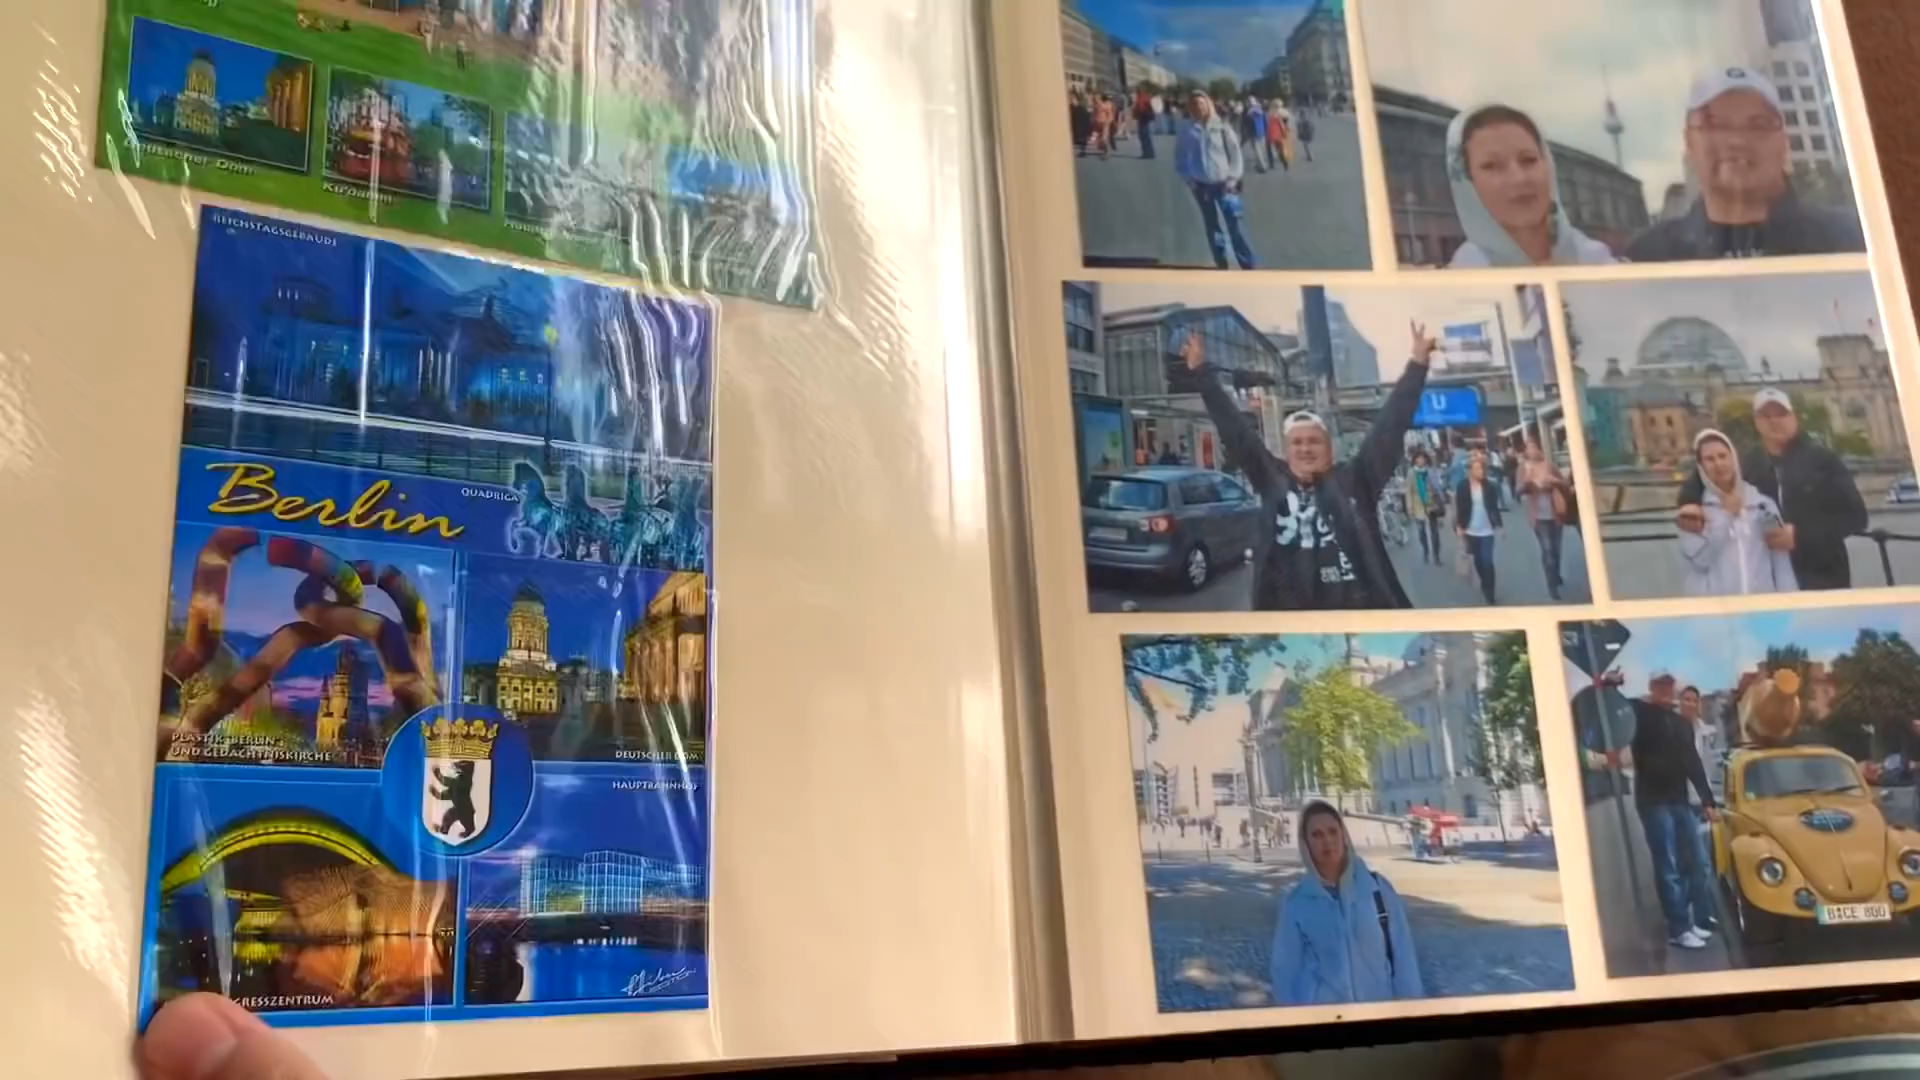 Deutscher Dom
Ku'damm
REICHSTAGSGEBÄUDE
Berlin
QUADRIGA
PLASTIK BERLIN
UND GEDÄCHTNISKIRCHE
DEUTSCHER DOM
HAUPTBAHNHOF
GRESSZENTRUM
U
B CE 800